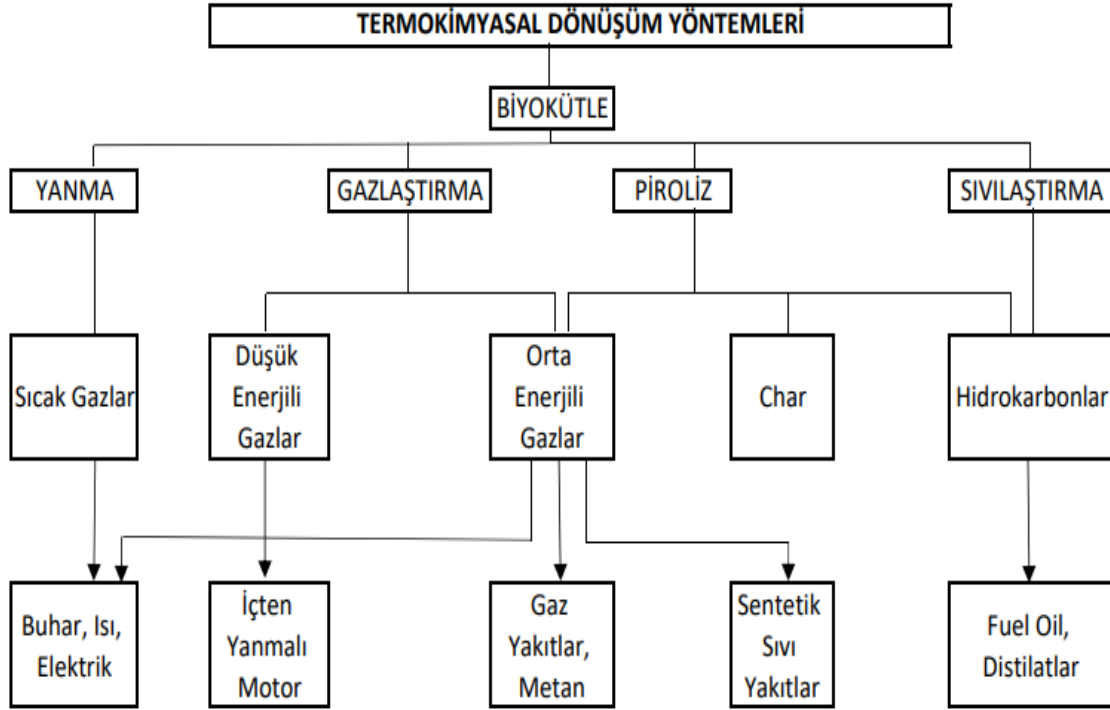 TERMOKİMYASAL DÖNÜŞÜM YÖNTEMLERİ
BİYOKÜTLE
YANMA
GAZLAŞTIRMA
PİROLİZ
SIVILAŞTIRMA
Sıcak Gazlar
Düşük
Enerjili
Gazlar
Orta
Enerjili
Gazlar
Char
Hidrokarbonlar
Buhar, Isı,
Elektrik
İçten
Yanmalı
Motor
Gaz
Yakıtlar,
Metan
Sentetik
Sıvı
Yakıtlar
Fuel Oil,
Distilatlar